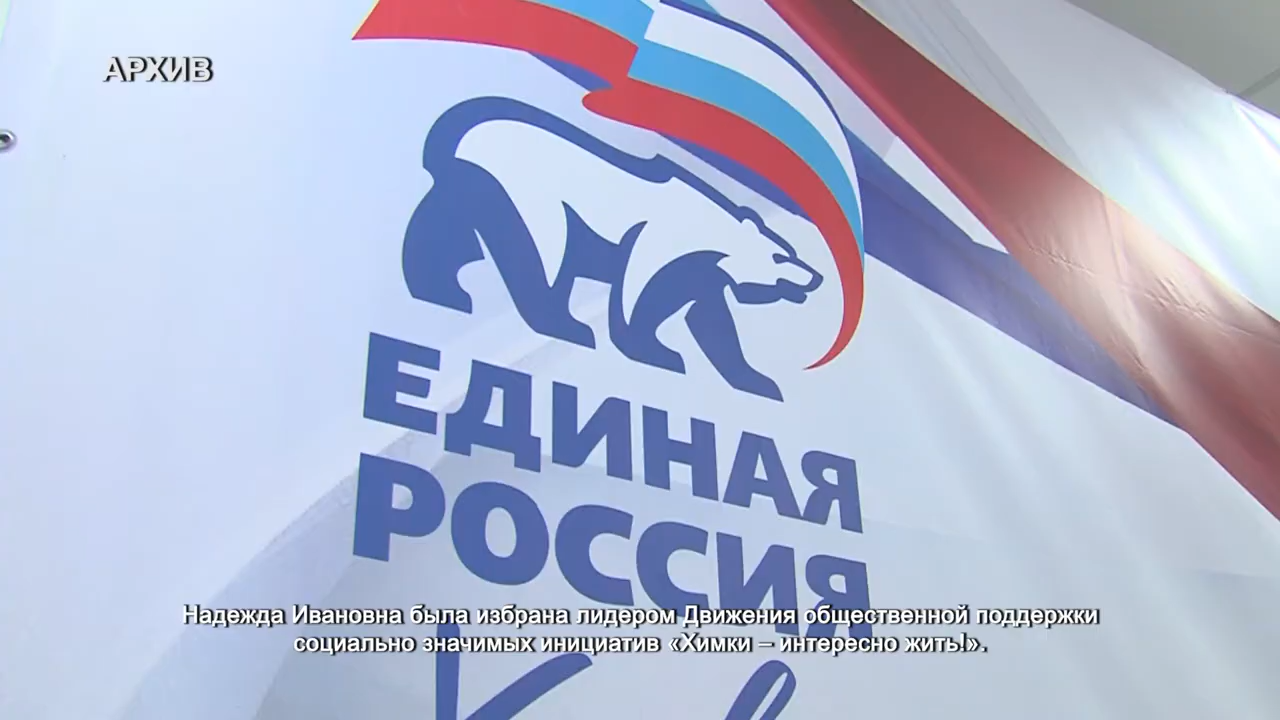 АРХИВ
ЕДИНАЯ
РОССИЯ
Надежда Ивановна была избрана лидером Движения общественной поддержки
социально значимых инициатив «Химки – интересно жить!».